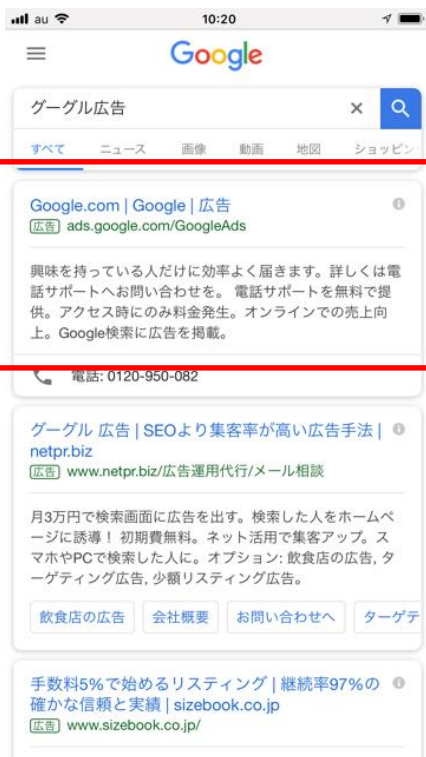 au 10:20
Google
グーグル広告 ×
すべて ニュース 画像 動画 地図 ショッピン
Google.com | Google | 広告
広告 ads.google.com/GoogleAds
興味を持っている人だけに効率よく届きます。詳しくは電
話サポートへお問い合わせを。 電話サポートを無料で提
供。アクセス時にのみ料金発生。オンラインでの売上向
上。Google検索に広告を掲載。
電話: 0120-950-082
グーグル 広告 | SEOより集客率が高い広告手法 |
netpr.biz
広告 www.netpr.biz/広告運用代行/メール相談
月3万円で検索画面に広告を出す。検索した人をホームペ
ージに誘導！ 初期費無料。ネット活用で集客アップ。ス
マホやPCで検索した人に。オプション: 飲食店の広告, タ
ーゲティング広告, 少額リスティング広告。
飲食店の広告 会社概要 お問い合わせへ ターゲテ
手数料5%で始めるリスティング | 継続率97%の
確かな信頼と実績 | sizebook.co.jp
広告 www.sizebook.co.jp/